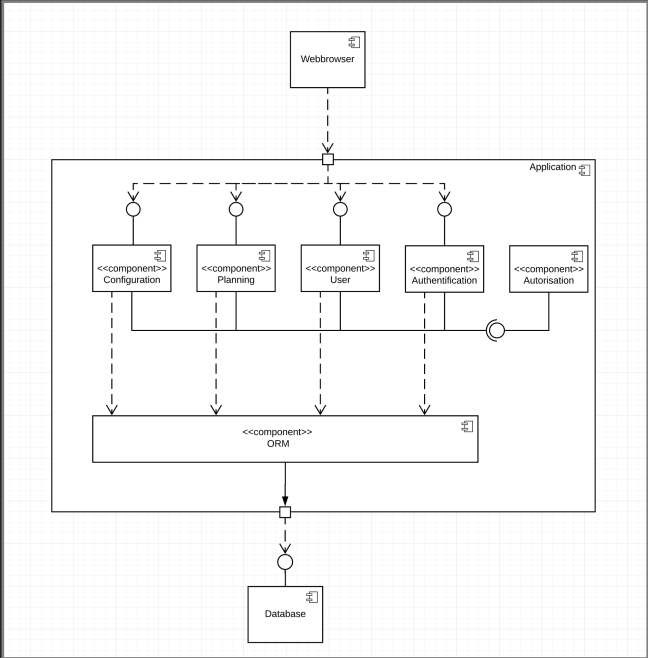 Webbrowser
Application
<<component>>
Configuration
<<component>>
Planning
<<component>>
User
<<component>>
Authentification
<<component>>
Autorisation
<<component>>
ORM
Database